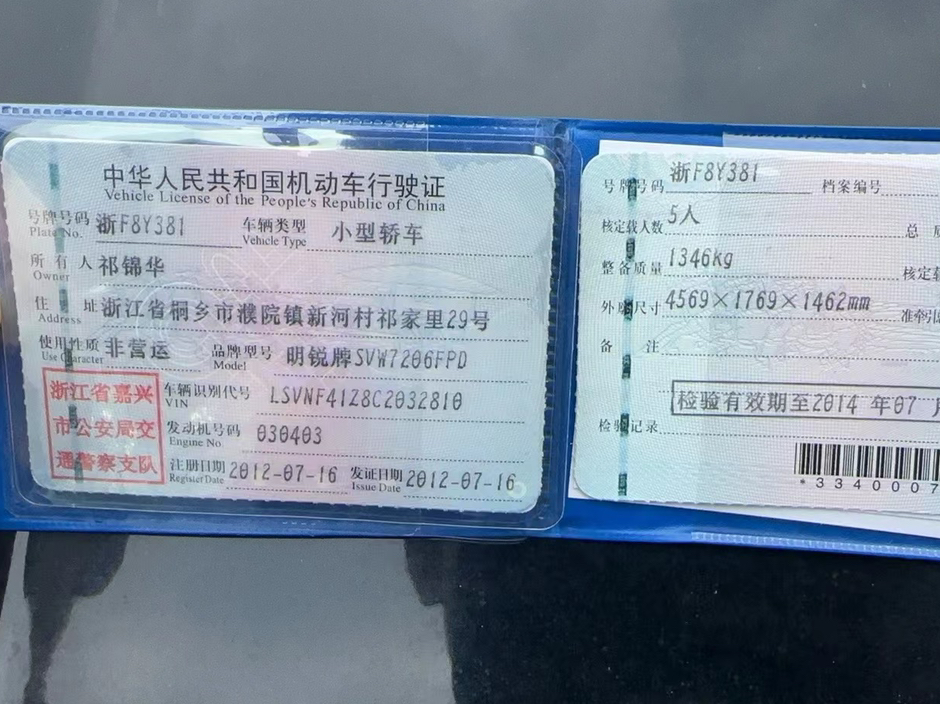 中华人民共和国机动车行驶证
Vehicle License of the People's Republic of China
号牌号码 浙F8Y381 车辆类型 小型轿车
Plate No. Vehicle Type
所有人 祁锦华
Owner
住址 浙江省桐乡市濮院镇新河村祁家里29号
Address
使用性质 非营运 品牌型号 明锐牌SVW7206FPD
Use Character Model
浙江省嘉兴
市公安局交
通警察支队
车辆识别代号 LSVNF41Z8C2032810
VIN
发动机号码 030403
Engine No
注册日期 2012-07-16 发证日期 2012-07-16
Register Date Issue Date
号牌号码 浙F8Y381 档案编号
核定载人数 5人 总质
整备质量 1346kg 核定载
外廓尺寸 4569×1769×1462mm 准牵引
备注
检验有效期至2014 年07 月
检验记录
*3340007